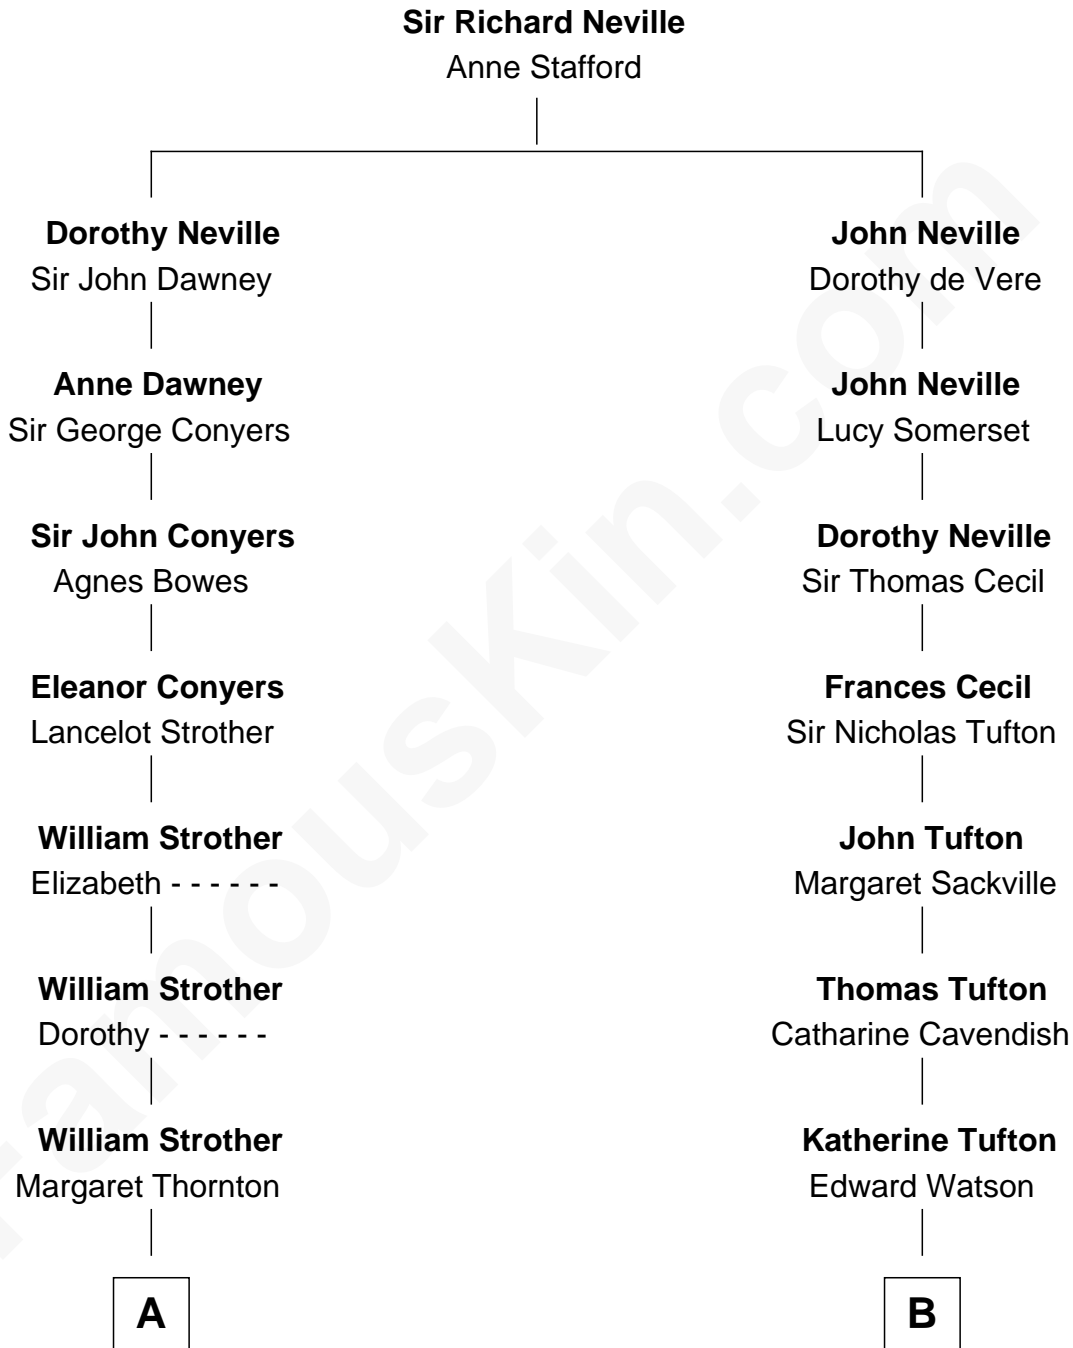 Sir Richard Neville
Anne Stafford
Dorothy Neville
Sir John Dawney
John Neville
Dorothy de Vere
Anne Dawney
Sir George Conyers
John Neville
Lucy Somerset
Sir John Conyers
Agnes Bowes
Dorothy Neville
Sir Thomas Cecil
Eleanor Conyers
Lancelot Strother
Frances Cecil
Sir Nicholas Tufton
William Strother
Elizabeth - - - - - -
John Tufton
Margaret Sackville
William Strother
Dorothy - - - - - -
Thomas Tufton
Catharine Cavendish
William Strother
Margaret Thornton
Katherine Tufton
Edward Watson
A
B
FamousKin.com